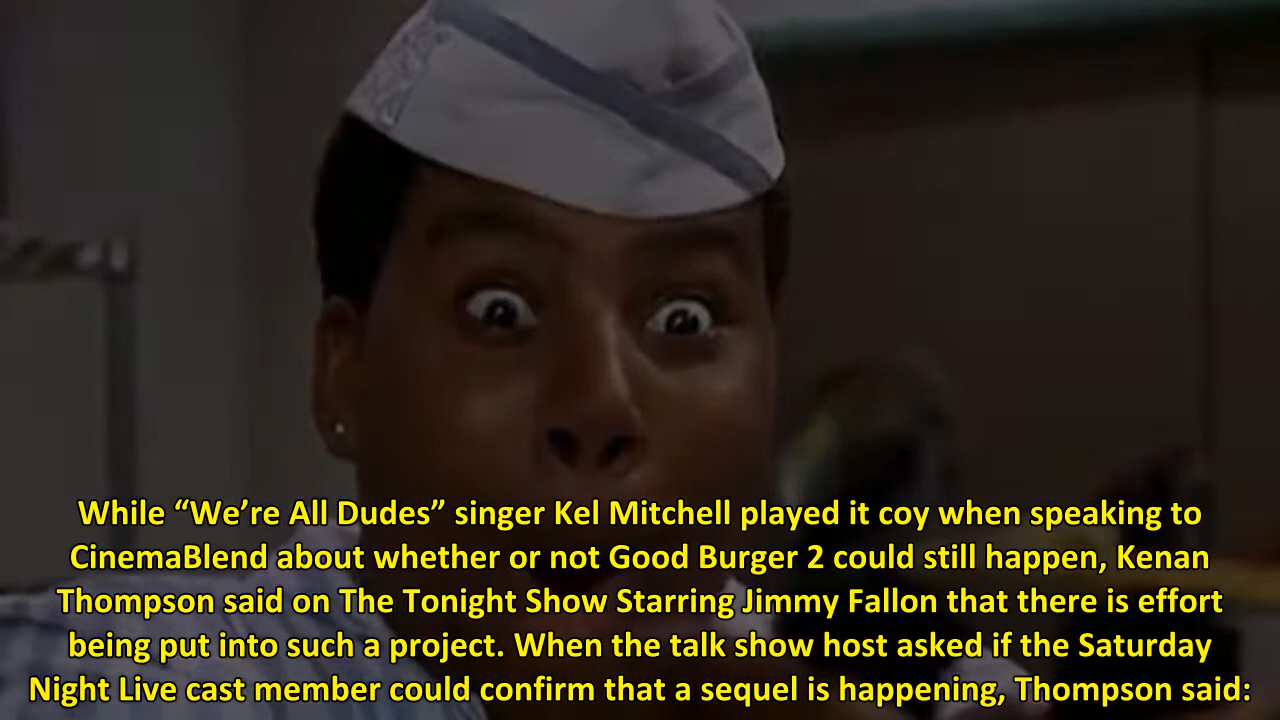 While “We’re All Dudes” singer Kel Mitchell played it coy when speaking to
CinemaBlend about whether or not Good Burger 2 could still happen, Kenan
Thompson said on The Tonight Show Starring Jimmy Fallon that there is effort
being put into such a project. When the talk show host asked if the Saturday
Night Live cast member could confirm that a sequel is happening, Thompson said: